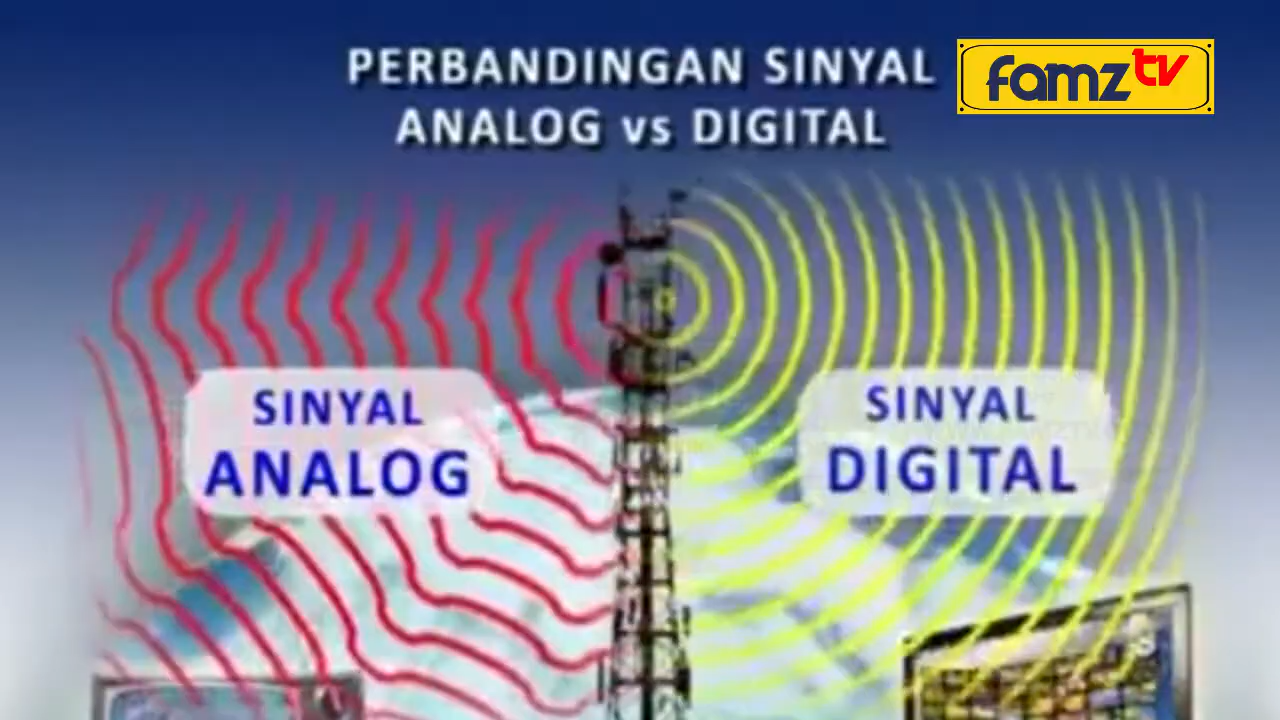 PERBANDINGAN SINYAL
ANALOG vs DIGITAL
famztv
SINYAL
ANALOG
SINYAL
DIGITAL